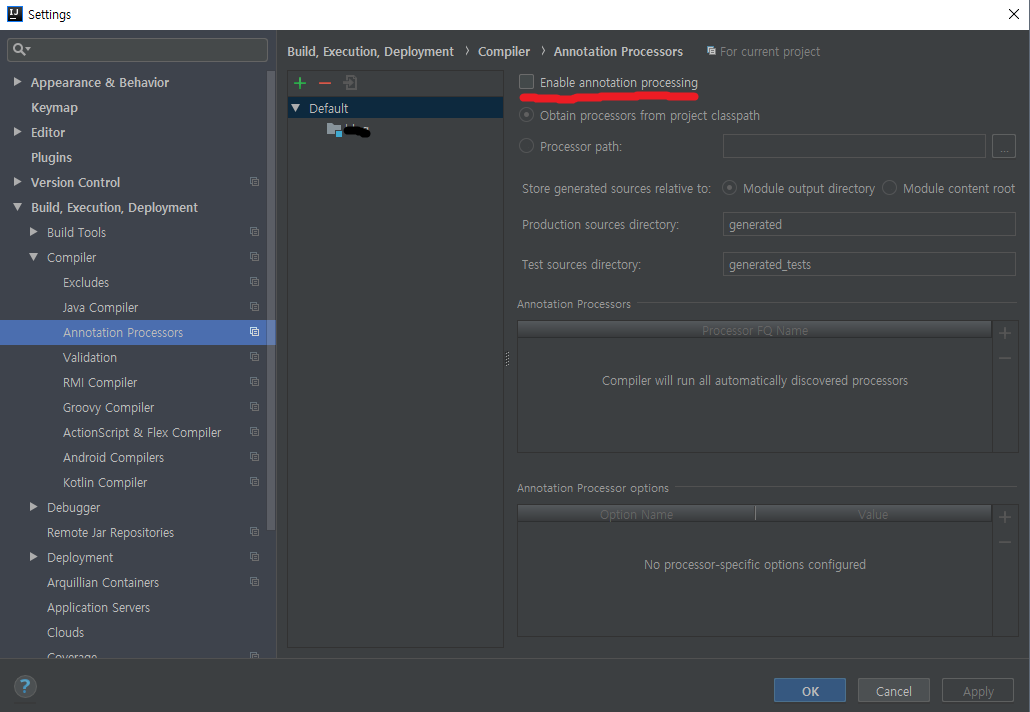 Settings
Build, Execution, Deployment › Compiler › Annotation Processors For current project
Appearance & Behavior
Keymap
Editor
Plugins
Version Control
Build, Execution, Deployment
Build Tools
Compiler
Excludes
Java Compiler
Annotation Processors
Validation
RMI Compiler
Groovy Compiler
ActionScript & Flex Compiler
Android Compilers
Kotlin Compiler
Debugger
Remote Jar Repositories
Deployment
Arquillian Containers
Application Servers
Clouds
Coverage
Default
Enable annotation processing
Obtain processors from project classpath
Processor path:
...
Store generated sources relative to: Module output directory Module content root
Production sources directory: generated
Test sources directory: generated_tests
Annotation Processors
Processor FQ Name
Compiler will run all automatically discovered processors
Annotation Processor options
Option Name Value
No processor-specific options configured
?
OK Cancel Apply